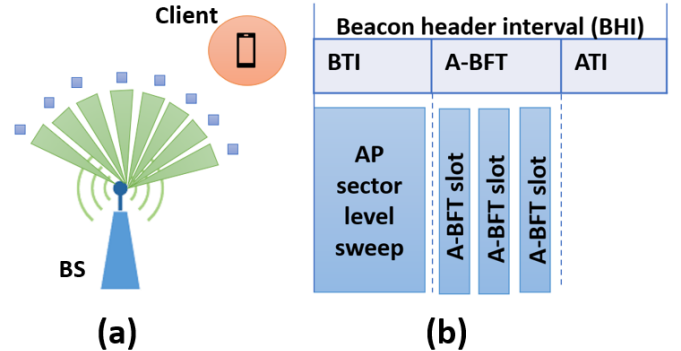 Client
BS
(a)
Beacon header interval (BHI)
BTI
A-BFT
ATI
AP
sector
level
sweep
A-BFT slot
A-BFT slot
A-BFT slot
(b)